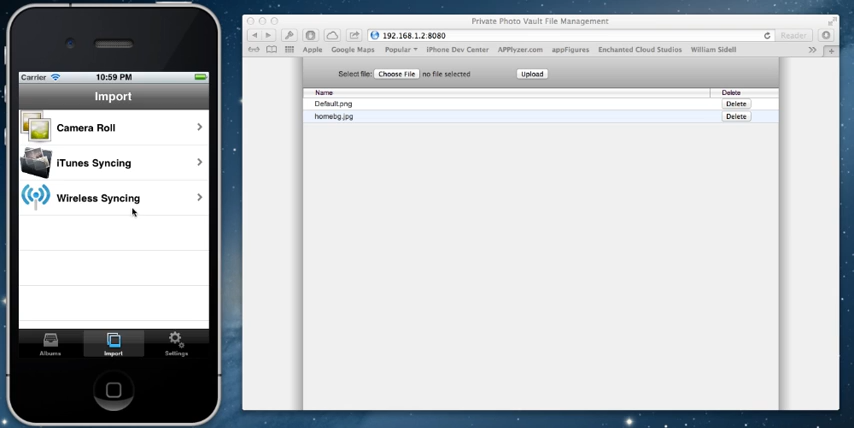 Carrier 10:59 PM
Import
Camera Roll
iTunes Syncing
Wireless Syncing
Albums Import Settings
Private Photo Vault File Management
192.168.1.2:8080 Reader
Apple Google Maps Popular iPhone Dev Center APPlyzer.com appFigures Enchanted Cloud Studios William Sidell
Select file: Choose File no file selected Upload
Name Delete
Default.png Delete
homebg.jpg Delete